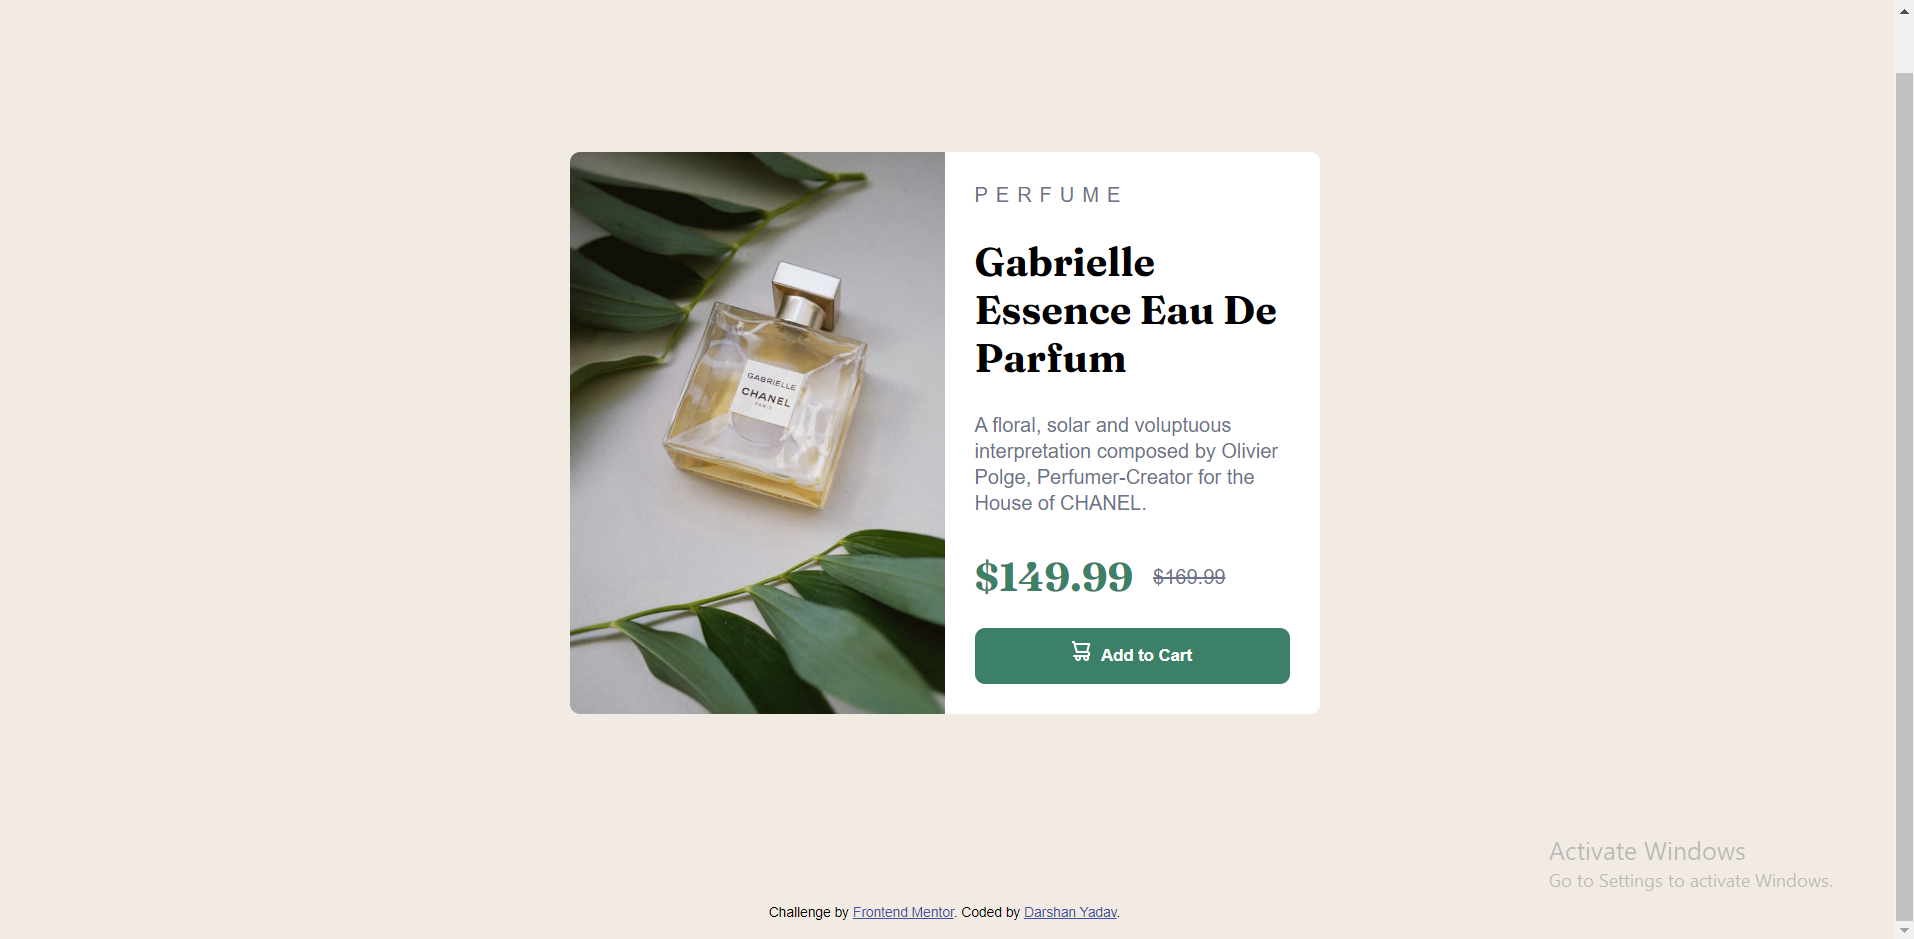 PERFUME
Gabrielle
Essence Eau De
Parfum
GABRIELLE
CHANEL
PARIS
A floral, solar and voluptuous
interpretation composed by Olivier
Polge, Perfumer-Creator for the
House of CHANEL.
$149.99 $169.99
Add to Cart
Activate Windows
Go to Settings to activate Windows.
Challenge by Frontend Mentor. Coded by Darshan Yadav.